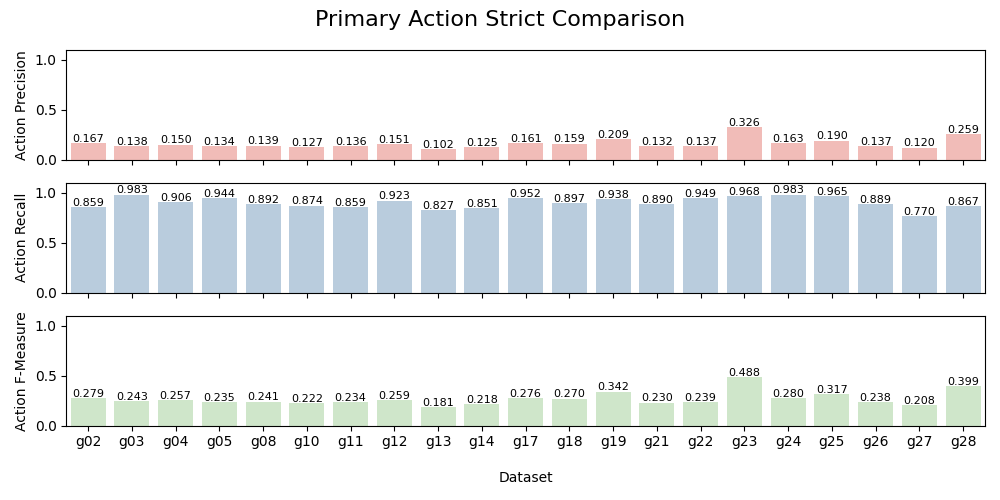 Primary Action Strict Comparison
Action Precision
1.0
0.5
0.0
0.167 0.138 0.150 0.134 0.139 0.127 0.136 0.151 0.102 0.125 0.161 0.159 0.209 0.132 0.137 0.326 0.163 0.190 0.137 0.120 0.259
Action Recall
1.0
0.5
0.0
0.859 0.983 0.906 0.944 0.892 0.874 0.859 0.923 0.827 0.851 0.952 0.897 0.938 0.890 0.949 0.968 0.983 0.965 0.889 0.770 0.867
Action F-Measure
1.0
0.5
0.0
0.279 0.243 0.257 0.235 0.241 0.222 0.234 0.259 0.181 0.218 0.276 0.270 0.342 0.230 0.239 0.488 0.280 0.317 0.238 0.208 0.399
g02 g03 g04 g05 g08 g10 g11 g12 g13 g14 g17 g18 g19 g21 g22 g23 g24 g25 g26 g27 g28
Dataset